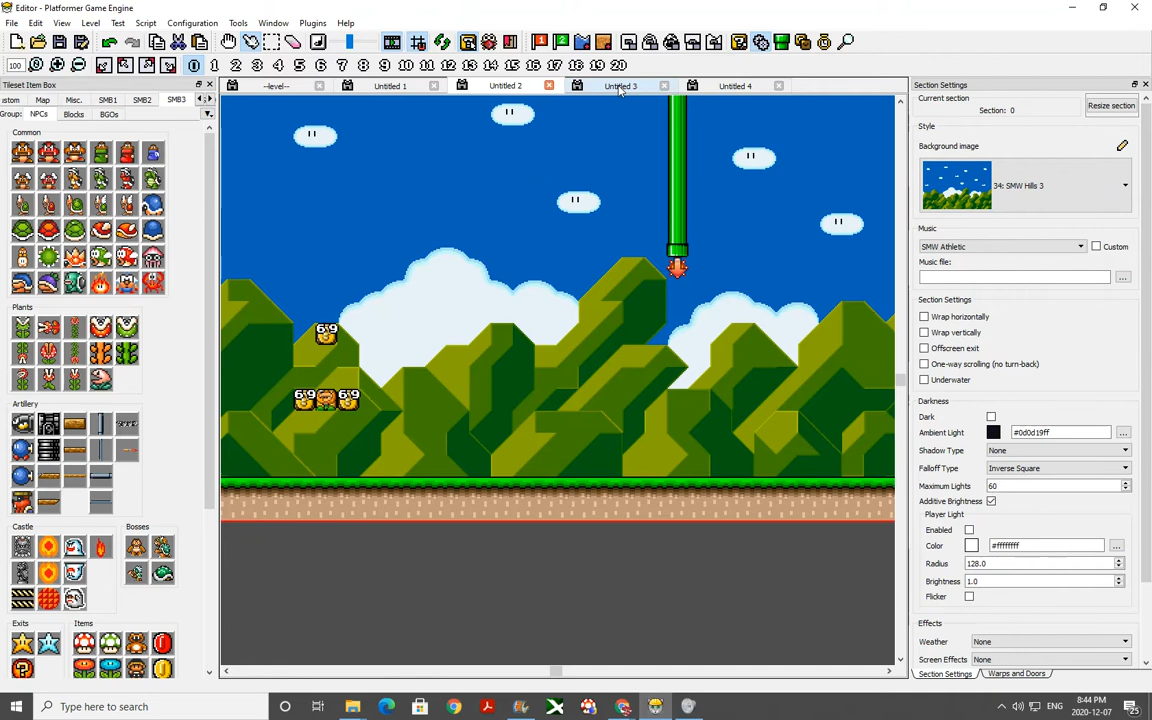 Editor - Platformer Game Engine
File Edit View Level Test Script Configuration Tools Window Plugins Help
100 1 2 3 4 5 6 7 8 9 10 11 12 13 14 15 16 17 18 19 20
Tileset Item Box
--level-- Untitled 1 Untitled 2 Untitled 3 Untitled 4
Section Settings
ustom Map Misc. SMB1 SMB2 SMB3
Group: NPCs Blocks BGOs
Common
Plants
Artillery
Castle Bosses
Exits Items
69
69 69
Current section
Section: 0 Resize section
Style
Background image
34: SMW Hills 3
Music
SMW Athletic Custom
Music file:
...
Section Settings
Wrap horizontally
Wrap vertically
Offscreen exit
One-way scrolling (no turn-back)
Underwater
Darkness
Dark
Ambient Light #0d0d19ff ...
Shadow Type None
Falloff Type Inverse Square
Maximum Lights 60
Additive Brightness
Player Light
Enabled
Color #ffffffff ...
Radius 128.0
Brightness 1.0
Flicker
Effects
Weather None
Screen Effects None
Section Settings Warps and Doors
Type here to search
ENG
8:44 PM
2020-12-07
25